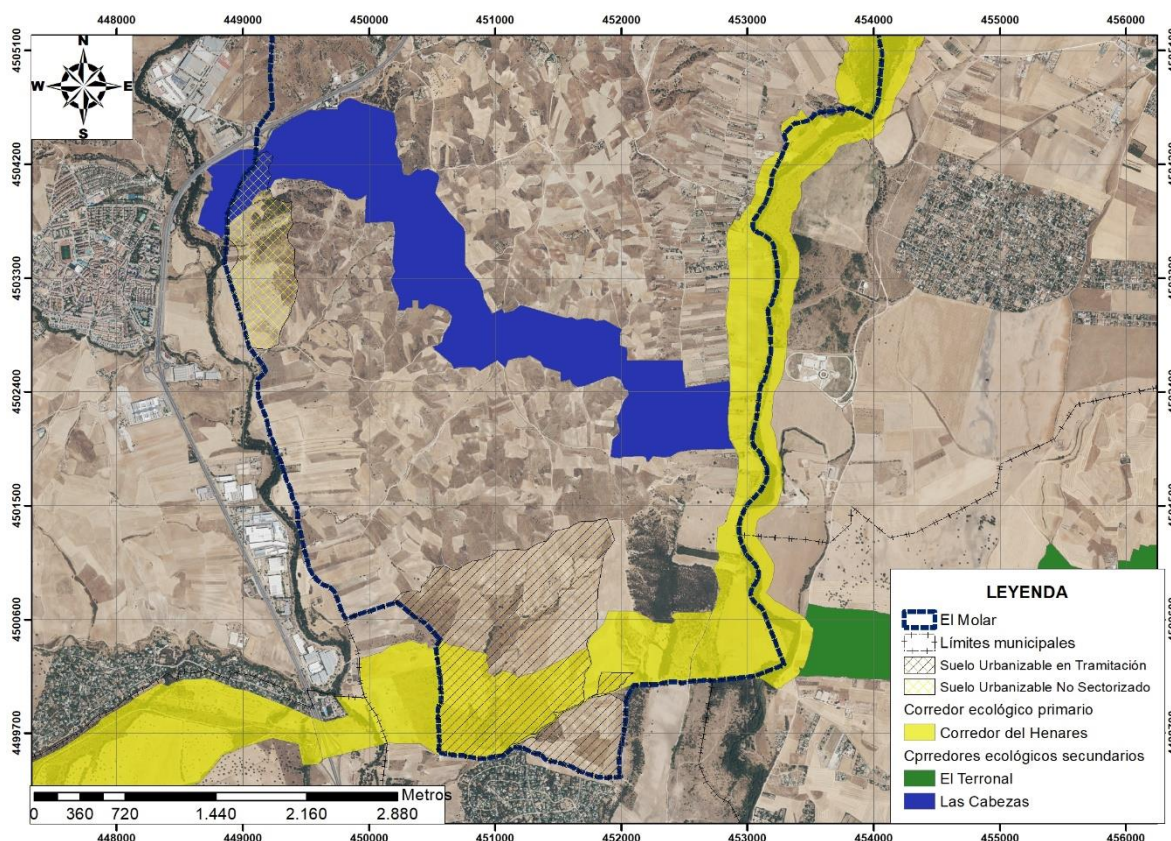 448000 449000 450000 451000 452000 453000 454000 455000 456000
4505100
4504200
4503300
4502400
4501500
4500600
4499700
N
W E
S
LEYENDA
El Molar
Límites municipales
Suelo Urbanizable en Tramitación
Suelo Urbanizable No Sectorizado
Corredor ecológico primario
Corredor del Henares
Cprredores ecológicos secundarios
El Terronal
Las Cabezas
Metros
0 360 720 1.440 2.160 2.880
448000 449000 450000 451000 452000 453000 454000 455000 456000